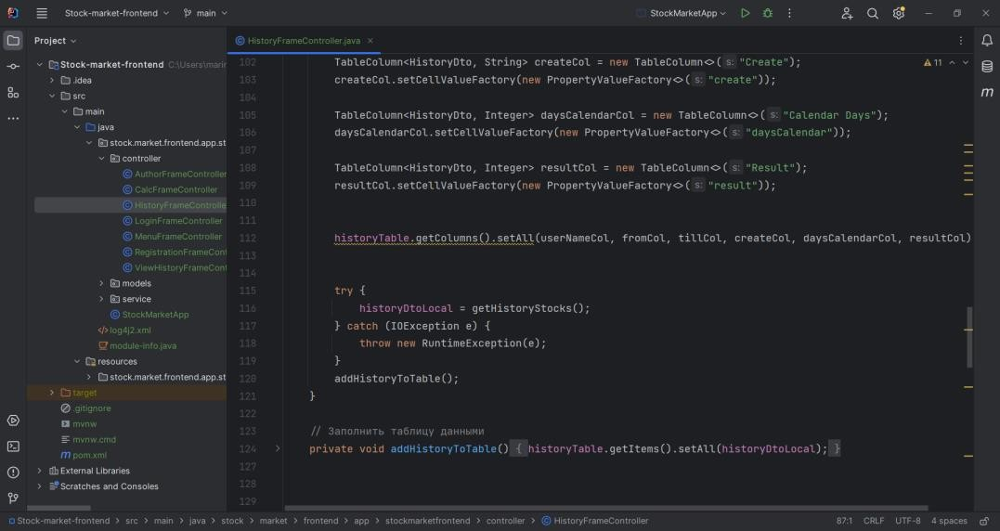 Stock-market-frontend
main
StockMarketApp
Project
HistoryFrameController.java
Stock-market-frontend C:\Users\marin
.idea
src
main
java
stock.market.frontend.app.st
controller
AuthorFrameController
CalcFrameController
HistoryFrameControlle
LoginFrameController
MenuFrameController
RegistrationFrameCont
ViewHistoryFrameCont
models
service
StockMarketApp
log4j2.xml
module-info.java
resources
stock.market.frontend.app.st
target
.gitignore
mvnw
mvnw.cmd
pom.xml
External Libraries
Scratches and Consoles
11
102 TableColumn<HistoryDto, String> createCol = new TableColumn<>( s: "Create");
103 createCol.setCellValueFactory(new PropertyValueFactory<>( s: "create"));
104
105 TableColumn<HistoryDto, Integer> daysCalendarCol = new TableColumn<>( s: "Calendar Days");
106 daysCalendarCol.setCellValueFactory(new PropertyValueFactory<>( s: "daysCalendar"));
107
108 TableColumn<HistoryDto, Integer> resultCol = new TableColumn<>( s: "Result");
109 resultCol.setCellValueFactory(new PropertyValueFactory<>( s: "result"));
110
111
112 historyTable.getColumns().setAll(userNameCol, fromCol, tillCol, createCol, daysCalendarCol, resultCol)
113
114
115 try {
116 historyDtoLocal = getHistoryStocks();
117 } catch (IOException e) {
118 throw new RuntimeException(e);
119 }
120 addHistoryToTable();
121 }
122
123 // Заполнить таблицу данными
124 private void addHistoryToTable() { historyTable.getItems().setAll(historyDtoLocal); }
127
128
129
Stock-market-frontend > src > main > java > stock > market > frontend > app > stockmarketfrontend > controller > HistoryFrameController
87:1 CRLF UTF-8 4 spaces